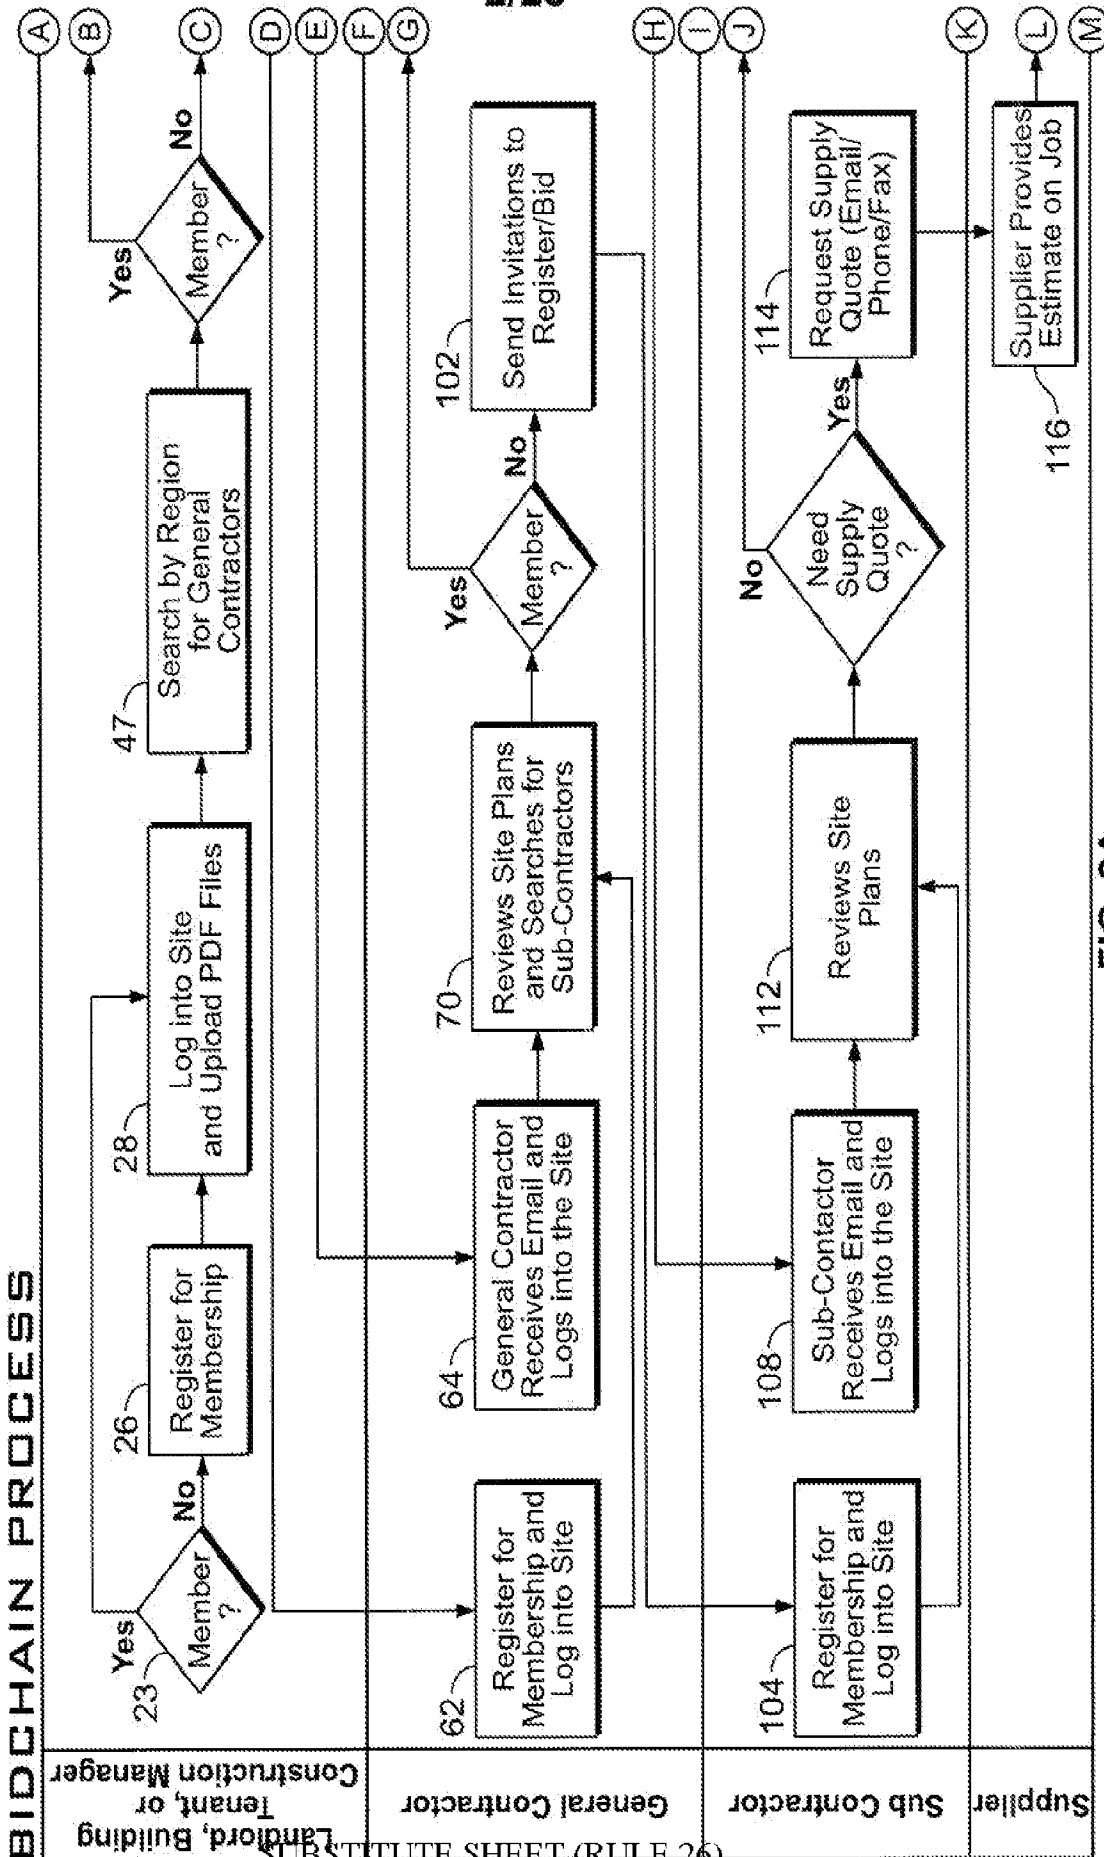 BIDCHAIN PROCESS
Landlord, Building
Tenant, or
Construction Manager
23
Member
?
Yes
No
26
Register for
Membership
28
Log into Site
and Upload PDF Files
47
Search by Region
for General
Contractors
Member
?
Yes
No
A
B
C
D
E
F
General Contractor
62
Register for
Membership and
Log into Site
64
General Contractor
Receives Email and
Logs into the Site
70
Reviews Site Plans
and Searches for
Sub-Contractors
Member
?
Yes
No
102
Send Invitations to
Register/Bid
G
H
I
Sub Contractor
104
Register for
Membership and
Log into Site
108
Sub-Contactor
Receives Email and
Logs into the Site
112
Reviews Site
Plans
Need
Supply
Quote
?
No
Yes
114
Request Supply
Quote (Email/
Phone/Fax)
J
K
Supplier
116
Supplier Provides
Estimate on Job
L
M
SUBSTITUTE SHEET (RULE 26)